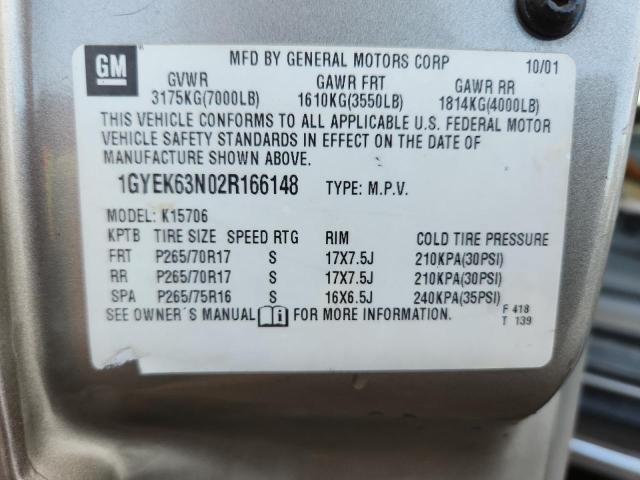 GM
MFD BY GENERAL MOTORS CORP 10/01
GVWR GAWR FRT GAWR RR
3175KG(7000LB) 1610KG(3550LB) 1814KG(4000LB)
THIS VEHICLE CONFORMS TO ALL APPLICABLE U.S. FEDERAL MOTOR
VEHICLE SAFETY STANDARDS IN EFFECT ON THE DATE OF
MANUFACTURE SHOWN ABOVE.
1GYEK63N02R166148 TYPE: M.P.V.
MODEL: K15706
KPTB TIRE SIZE SPEED RTG RIM COLD TIRE PRESSURE
FRT P265/70R17 S 17X7.5J 210KPA(30PSI)
RR P265/70R17 S 17X7.5J 210KPA(30PSI)
SPA P265/75R16 S 16X6.5J 240KPA(35PSI)
SEE OWNER´S MANUAL i FOR MORE INFORMATION.
F 418
T 139